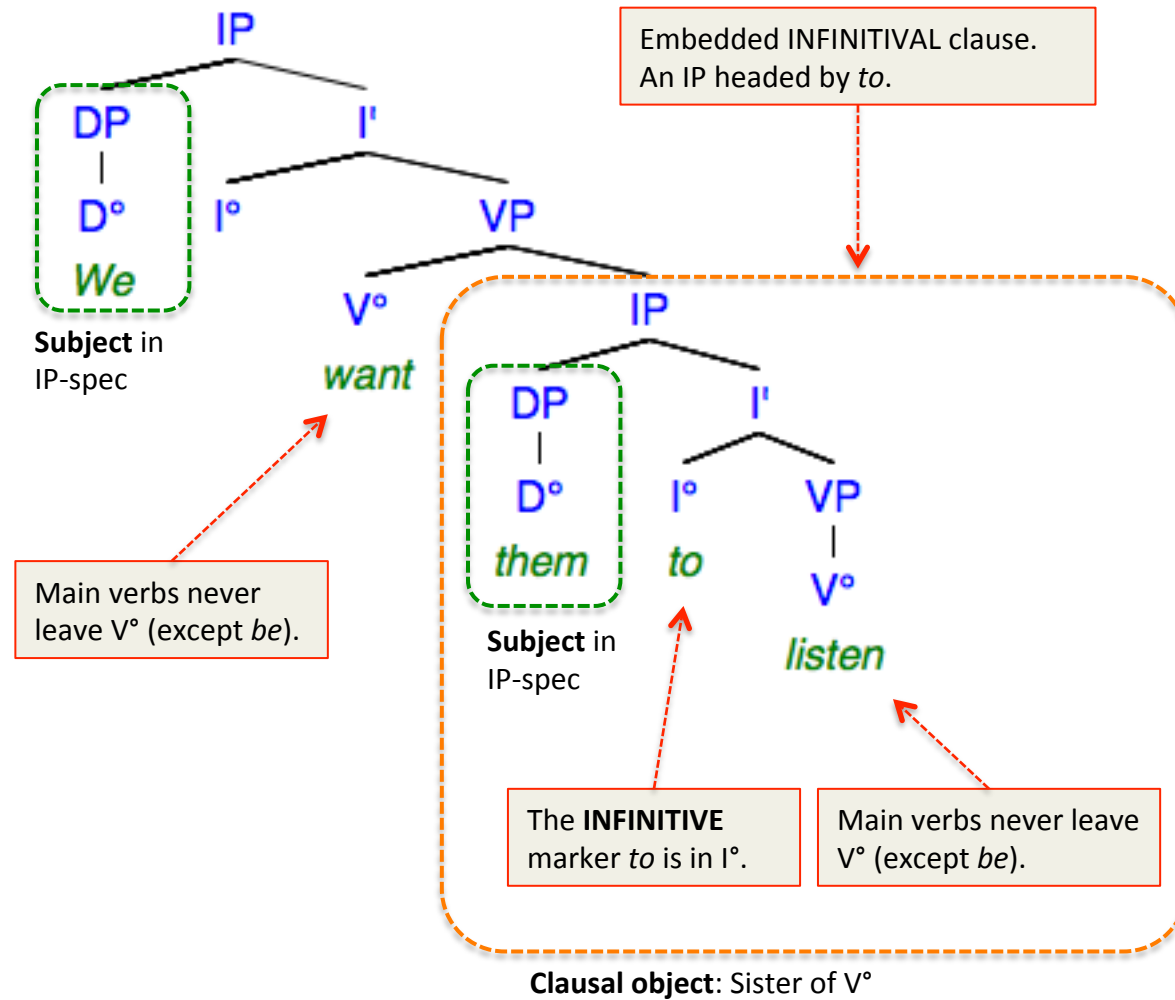 IP
Embedded INFINITIVAL clause.
An IP headed by to.
DP I'
D° I° VP
We
V° IP
Subject in
IP-spec
want
DP I'
D° I° VP
them to
V°
Main verbs never
leave V° (except be).
Subject in
IP-spec
listen
The INFINITIVE
marker to is in I°.
Main verbs never leave
V° (except be).
Clausal object: Sister of V°